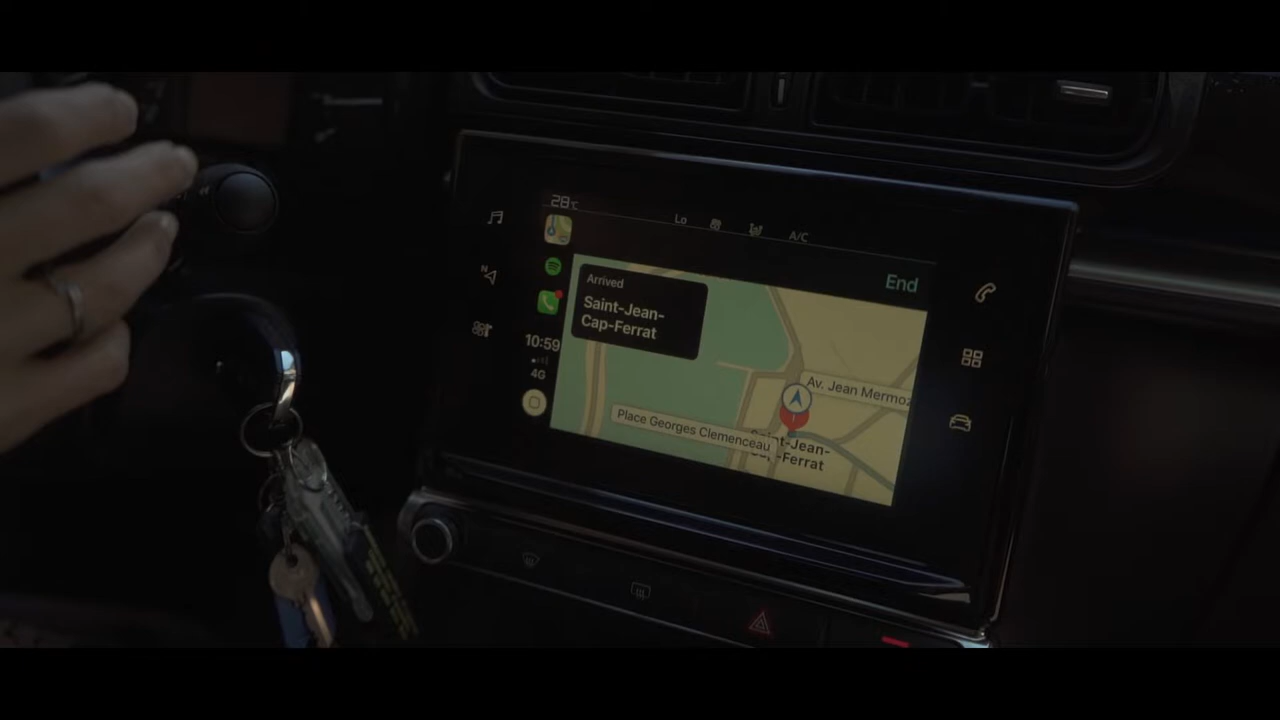 28°C
Lo
A/C
N
End
Arrived
Saint-Jean-
Cap-Ferrat
10:59
4G
Av. Jean Mermoz
Place Georges Clemenceau
Saint-Jean-
Cap-Ferrat